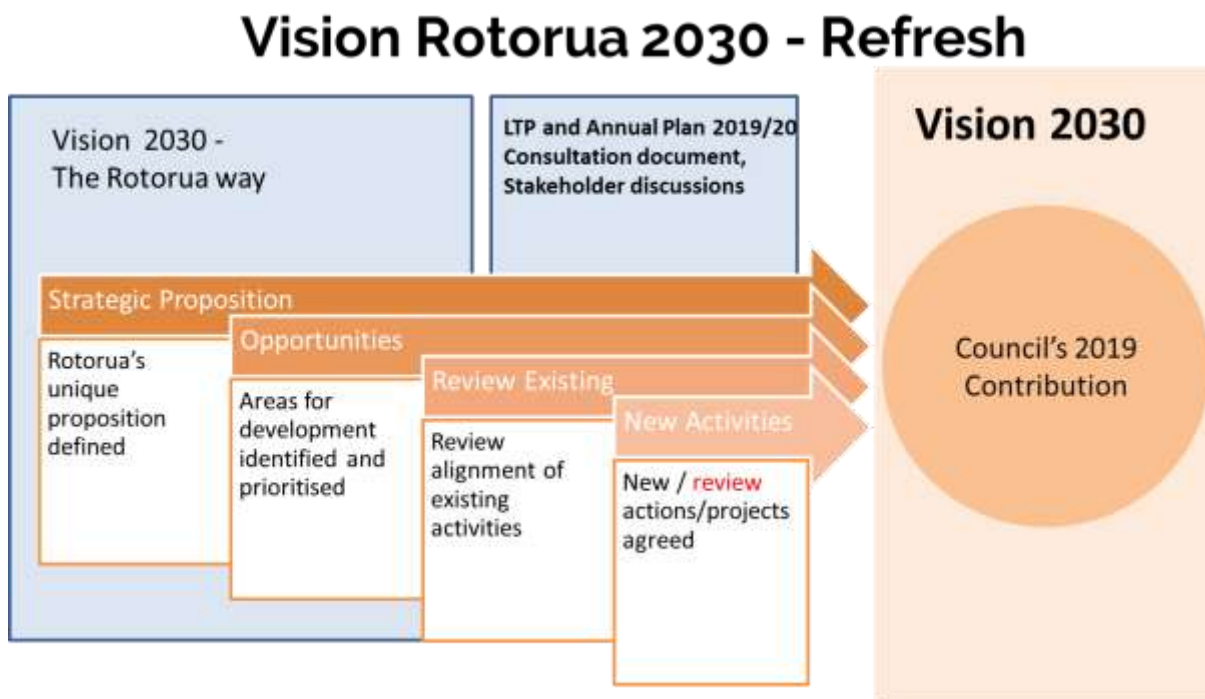 Vision Rotorua 2030 - Refresh
Vision 2030 -
The Rotorua way
LTP and Annual Plan 2019/20
Consultation document,
Stakeholder discussions
Vision 2030
Strategic Proposition
Rotorua's
unique
proposition
defined
Opportunities
Areas for
development
identified and
prioritised
Review Existing
Review
alignment of
existing
activities
New Activities
New / review
actions/projects
agreed
Council's 2019
Contribution